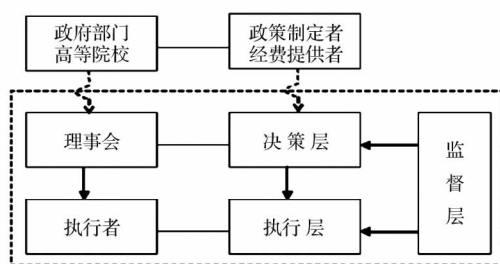 政府部门
高等院校
政策制定者
经费提供者
理事会
决策层
监督层
执行者
执行层